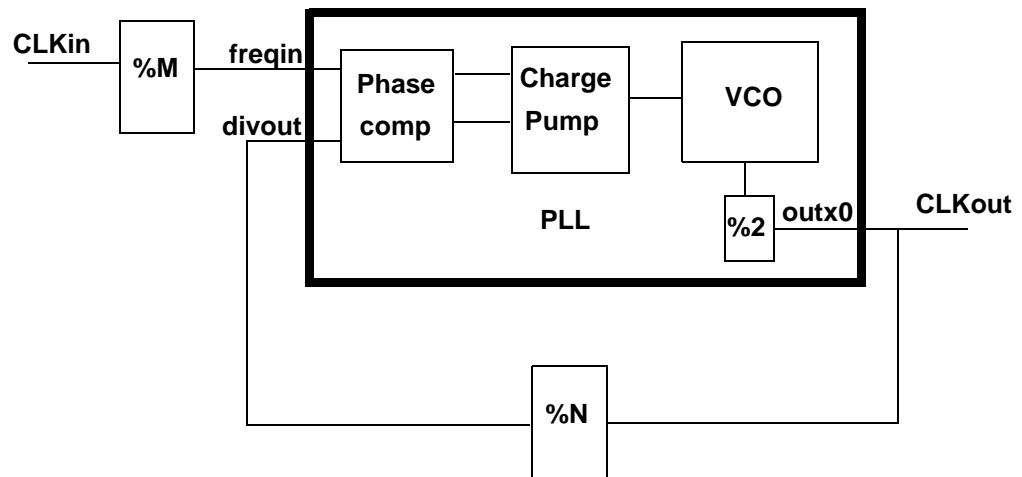 CLKin
%M
freqin
divout
Phase
comp
Charge
Pump
VCO
%2
outx0
CLKout
PLL
%N